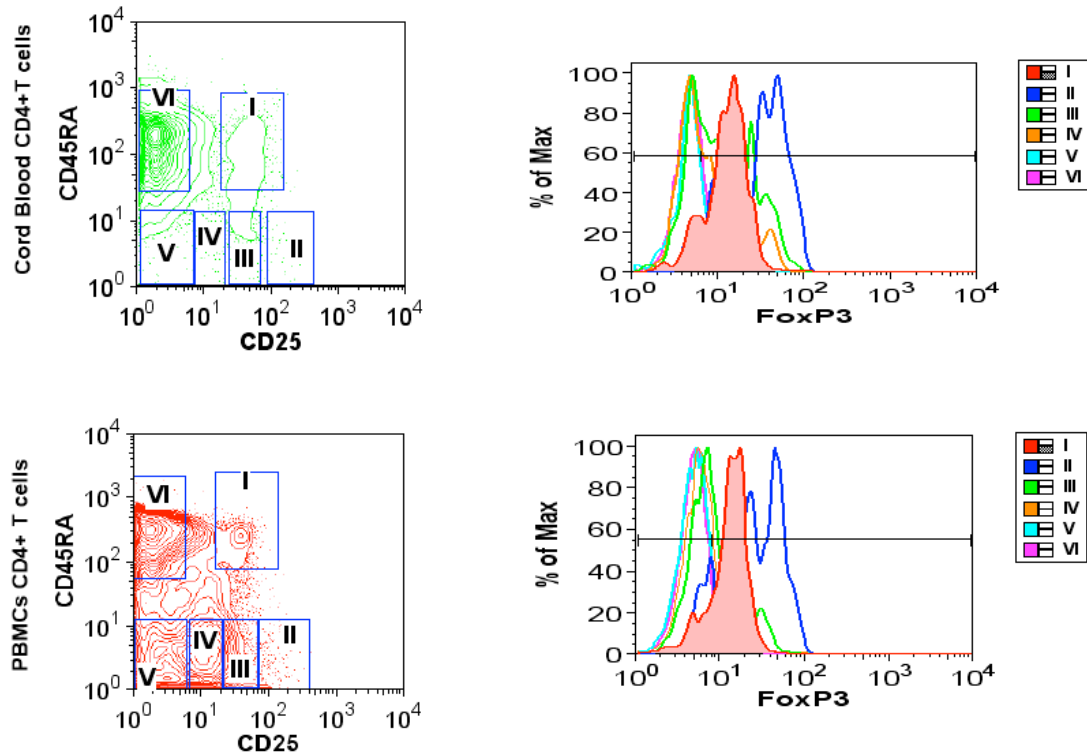 Cord Blood CD4+T cells
CD45RA
10⁴
10³
10²
10¹
10⁰
VI
I
V
IV
III
II
10⁰ 10¹ 10² 10³ 10⁴
CD25
% of Max
100
80
60
40
20
0
10⁰ 10¹ 10² 10³ 10⁴
FoxP3
I
II
III
IV
V
VI
PBMCs CD4+ T cells
CD45RA
10⁴
10³
10²
10¹
10⁰
VI
I
V
IV
III
II
10⁰ 10¹ 10² 10³ 10⁴
CD25
% of Max
100
80
60
40
20
0
10⁰ 10¹ 10² 10³ 10⁴
FoxP3
I
II
III
IV
V
VI